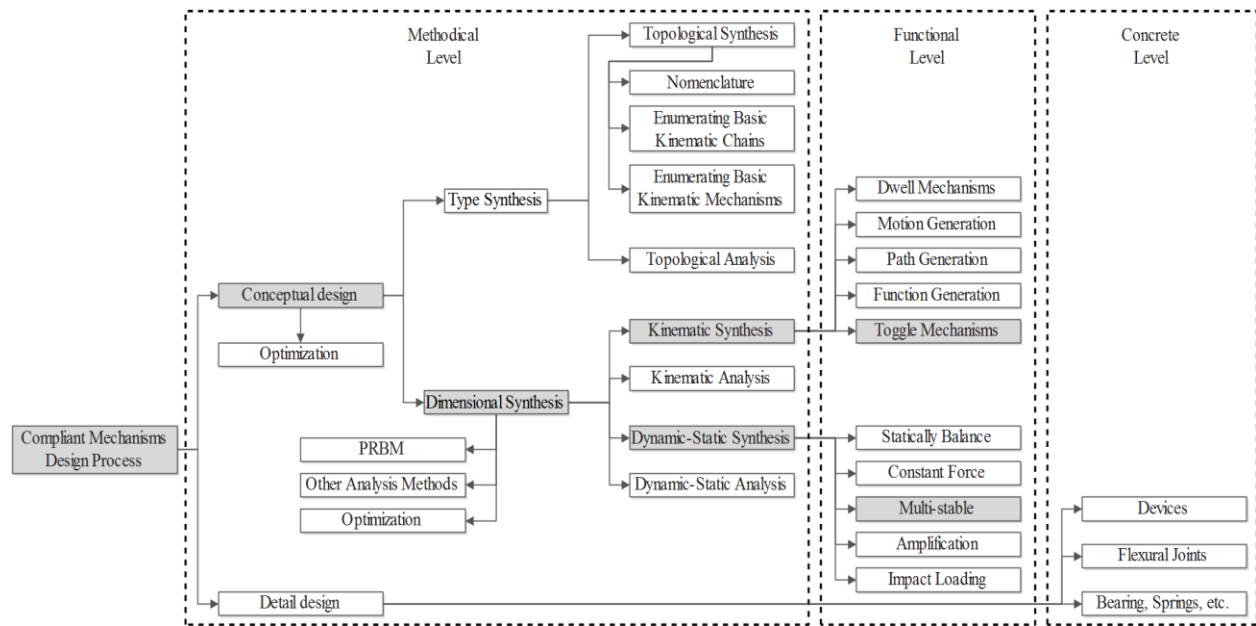 Methodical
Level
Functional
Level
Concrete
Level
Topological Synthesis
Nomenclature
Enumerating Basic
Kinematic Chains
Enumerating Basic
Kinematic Mechanisms
Type Synthesis
Topological Analysis
Dwell Mechanisms
Motion Generation
Path Generation
Function Generation
Toggle Mechanisms
Conceptual design
Optimization
Kinematic Synthesis
Kinematic Analysis
Dimensional Synthesis
Dynamic-Static Synthesis
Dynamic-Static Analysis
Compliant Mechanisms
Design Process
PRBM
Other Analysis Methods
Optimization
Statically Balance
Constant Force
Multi-stable
Amplification
Impact Loading
Devices
Flexural Joints
Bearing, Springs, etc.
Detail design